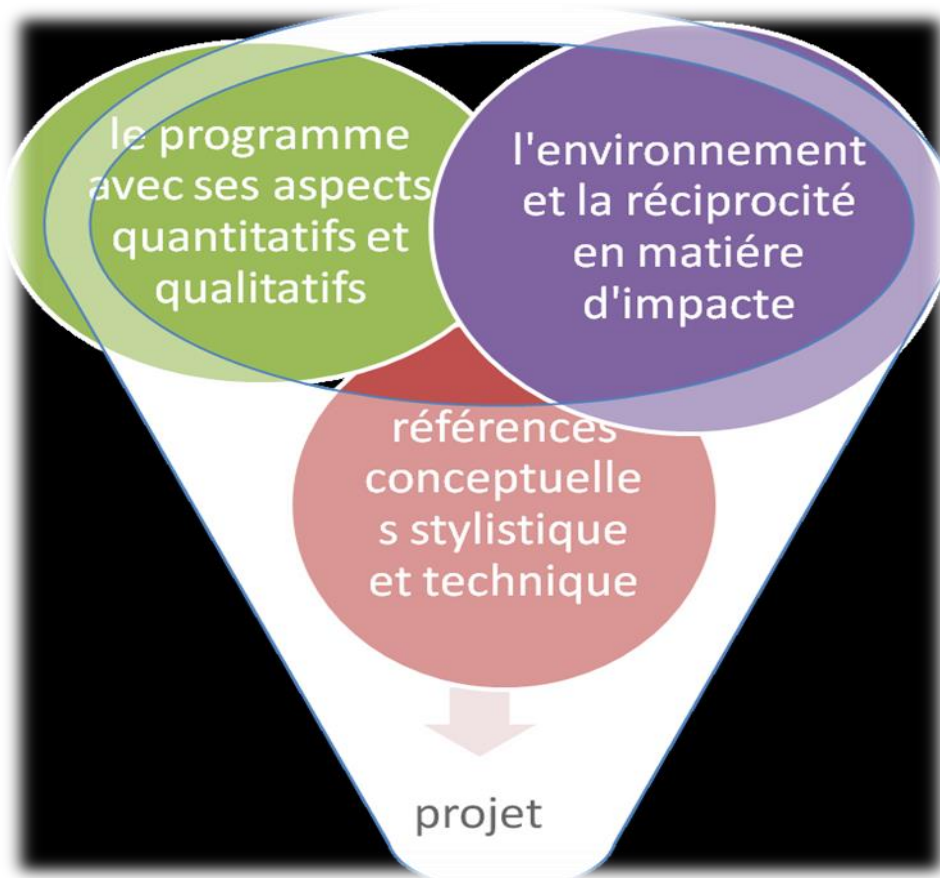 le programme
avec ses aspects
quantitatifs et
qualitatifs
l'environnement
et la réciprocité
en matiére
d'impacte
références
conceptuelle
s stylistique
et technique
projet